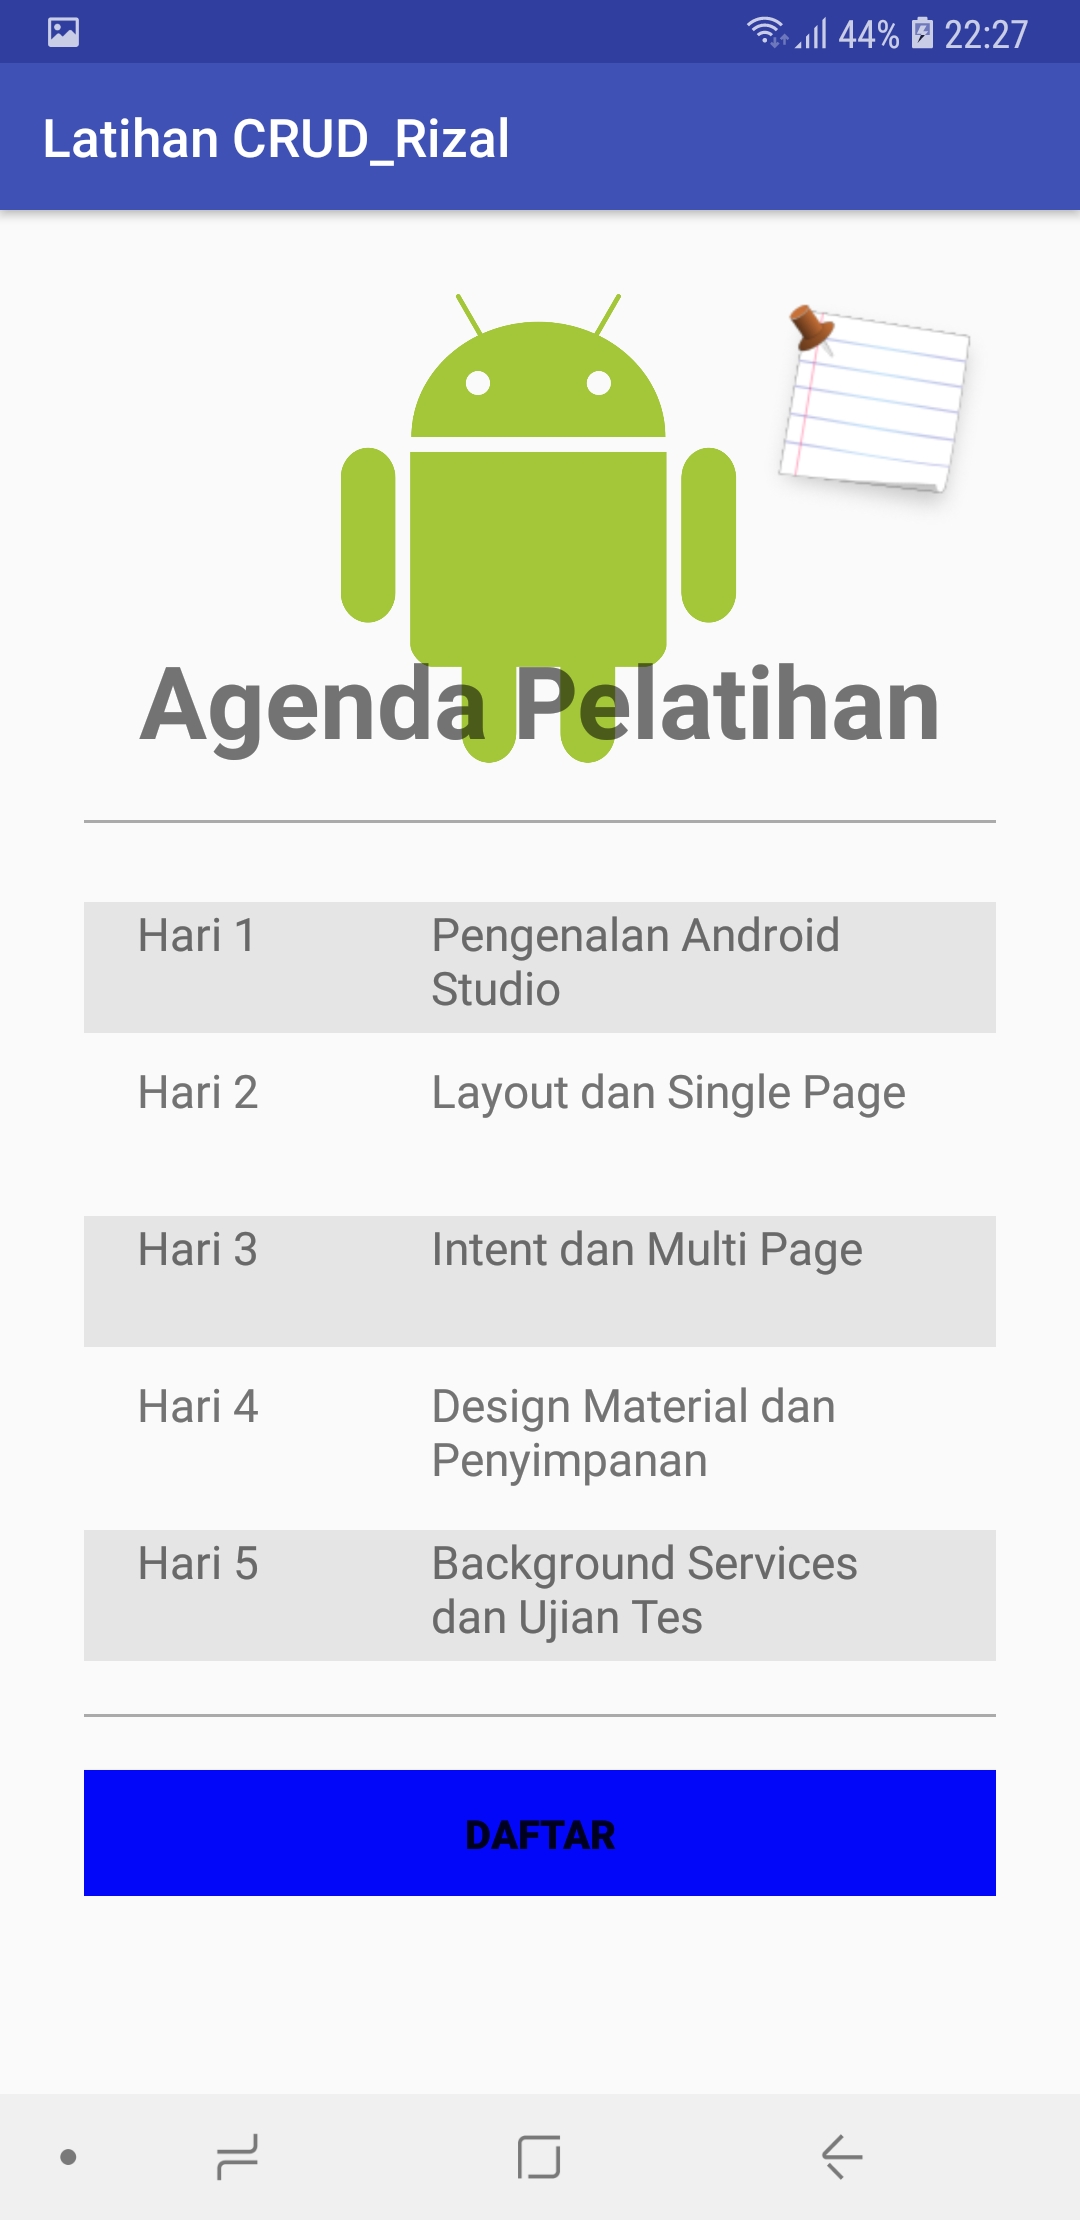 44% 22:27
Latihan CRUD_Rizal
Agenda Pelatihan
Hari 1 Pengenalan Android
Studio
Hari 2 Layout dan Single Page
Hari 3 Intent dan Multi Page
Hari 4 Design Material dan
Penyimpanan
Hari 5 Background Services
dan Ujian Tes
DAFTAR